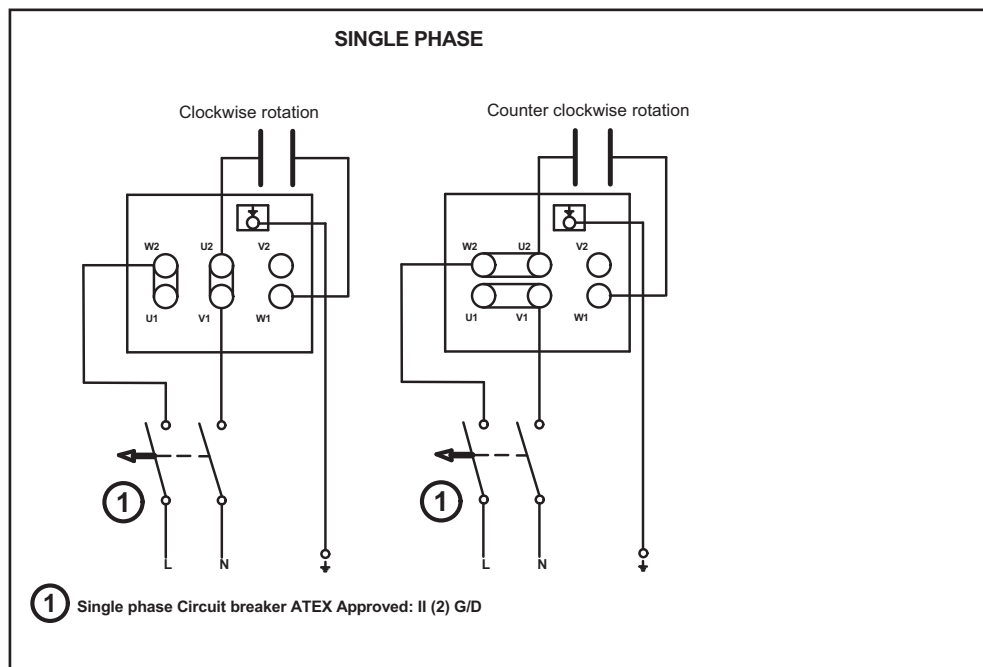 SINGLE PHASE
Clockwise rotation
Counter clockwise rotation
W2 U2 V2
U1 V1 W1
W2 U2 V2
U1 V1 W1
1
1
L N
L N
1 Single phase Circuit breaker ATEX Approved: II (2) G/D